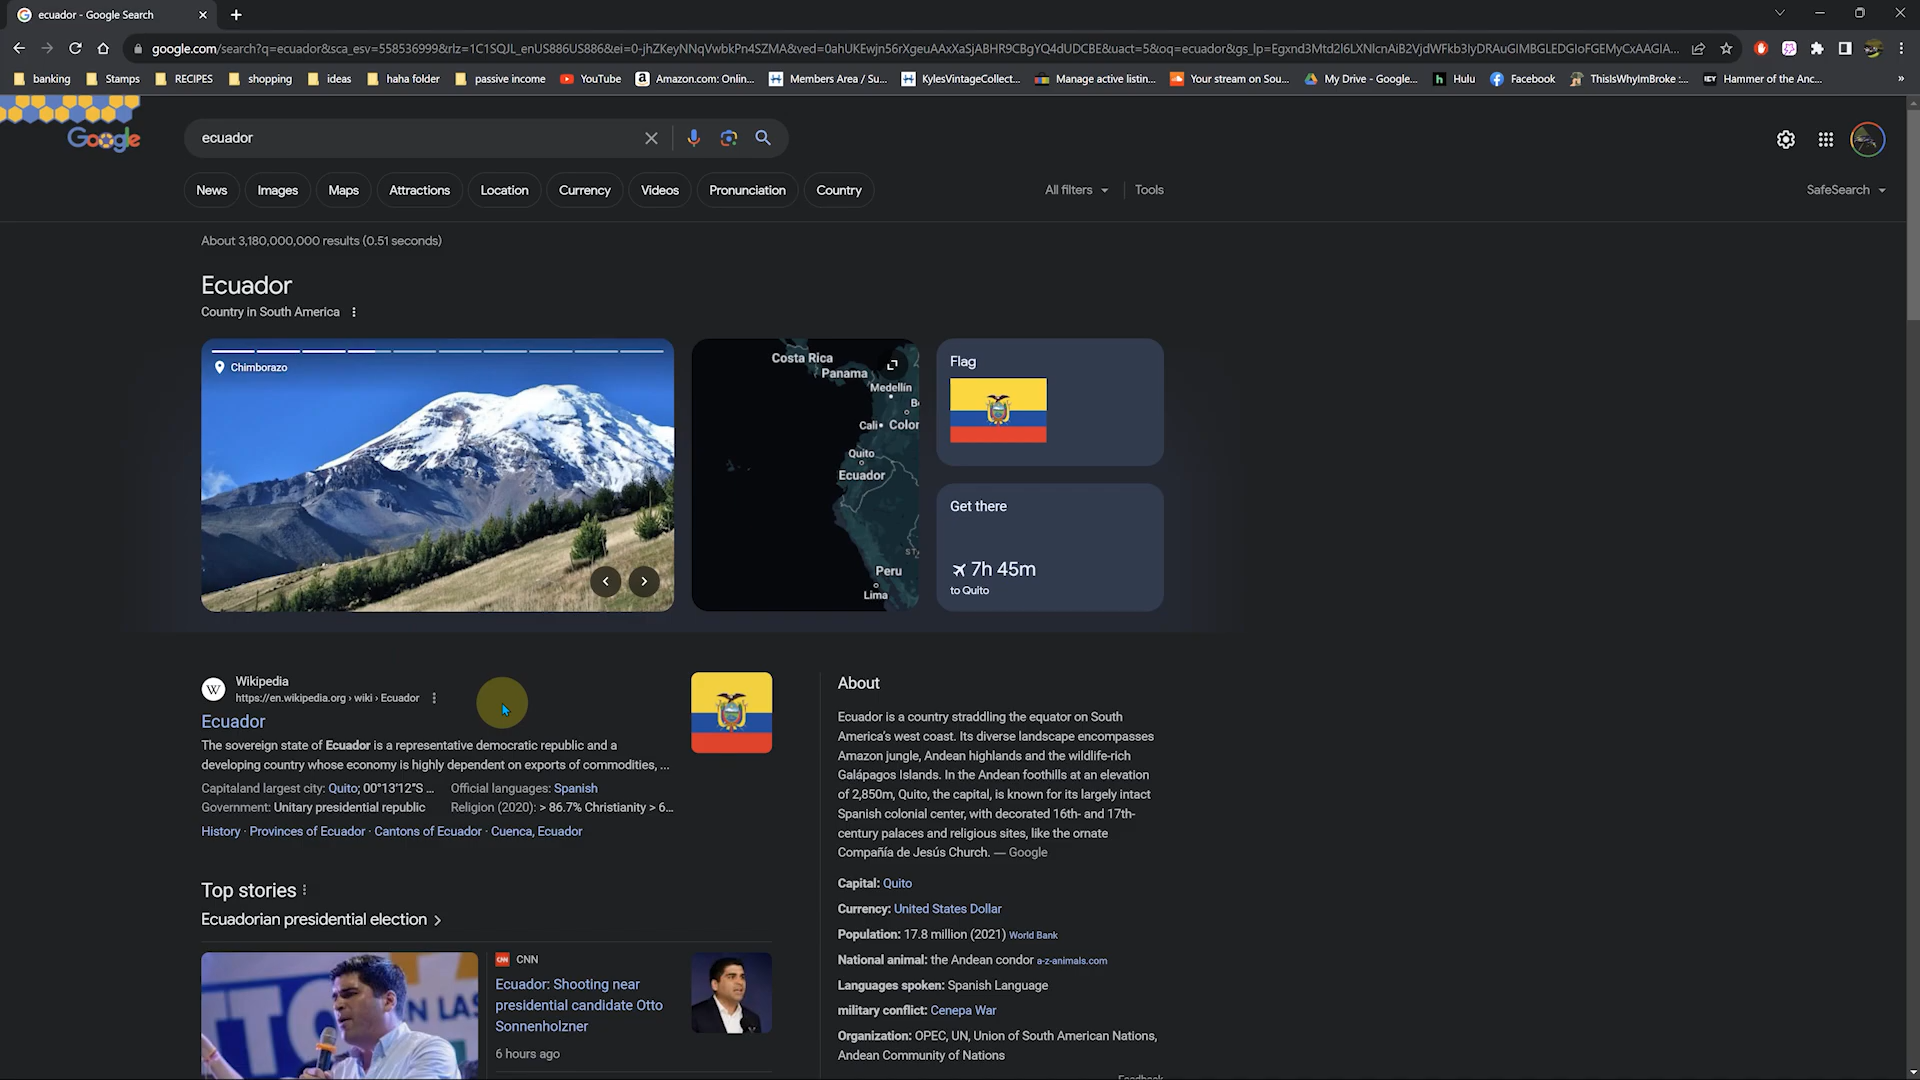 ecuador - Google Search
google.com/search?q=ecuador&sca_esv=558536999&rlz=1C1SQJL_enUS886US886&ei=0-jhZKeyNNqVwbkPn4SZMA&ved=0ahUKEwjn56rXgeuAAxXaSjABHR9CBgYQ4dUDCBE&uact=5&oq=ecuador&gs_lp=
banking
Stamps
RECIPES
shopping
ideas
haha folder
passive income
YouTube
Amazon.com: Onlin...
Members Area / Su...
KylesVintageCollect...
Manage active listin...
Your stream on Sou...
My Drive - Google...
Hulu
Facebook
ThisIsWhyImBroke :...
Hammer of the Anc...
Google
ecuador
News
Images
Maps
Attractions
Location
Currency
Videos
Pronunciation
Country
All filters
Tools
SafeSearch
About 3,180,000,000 results (0.51 seconds)
Ecuador
Country in South America
Chimborazo
Costa Rica
Panama
Medellín
B
Cali
Color
Quito
Ecuador
Peru
Lima
Flag
Get there
7h 45m
to Quito
Wikipedia
https://en.wikipedia.org › wiki › Ecuador
Ecuador
The sovereign state of Ecuador is a representative democratic republic and a
developing country whose economy is highly dependent on exports of commodities, ...
Capitaland largest city: Quito; 00°13′12″S ...
Official languages: Spanish
Government: Unitary presidential republic
Religion (2020): > 86.7% Christianity > 6...
History · Provinces of Ecuador · Cantons of Ecuador · Cuenca, Ecuador
Top stories
Ecuadorian presidential election
CNN
Ecuador: Shooting near
presidential candidate Otto
Sonnenholzner
6 hours ago
About
Ecuador is a country straddling the equator on South
America's west coast. Its diverse landscape encompasses
Amazon jungle, Andean highlands and the wildlife-rich
Galápagos Islands. In the Andean foothills at an elevation
of 2,850m, Quito, the capital, is known for its largely intact
Spanish colonial center, with decorated 16th- and 17th-
century palaces and religious sites, like the ornate
Compañía de Jesús Church. — Google
Capital: Quito
Currency: United States Dollar
Population: 17.8 million (2021) World Bank
National animal: the Andean condor a-z-animals.com
Languages spoken: Spanish Language
military conflict: Cenepa War
Organization: OPEC, UN, Union of South American Nations,
Andean Community of Nations